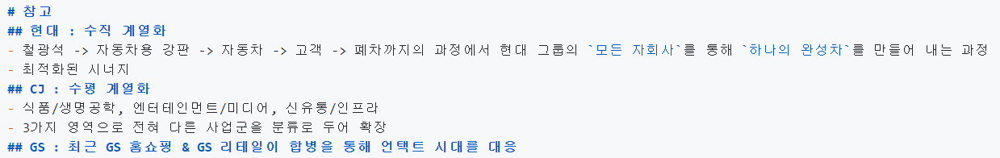 # 참고
## 현대 : 수직 계열화
- 철광석 -> 자동차용 강판 -> 자동차 -> 고객 -> 폐차까지의 과정에서 현대 그룹의 `모든 자회사`를 통해 `하나의 완성차`를 만들어 내는 과정
- 최적화된 시너지
## CJ : 수평 계열화
- 식품/생명공학, 엔터테인먼트/미디어, 신유통/인프라
- 3가지 영역으로 전혀 다른 사업군을 분류로 두어 확장
## GS : 최근 GS 홈쇼핑 & GS 리테일이 합병을 통해 언택트 시대를 대응